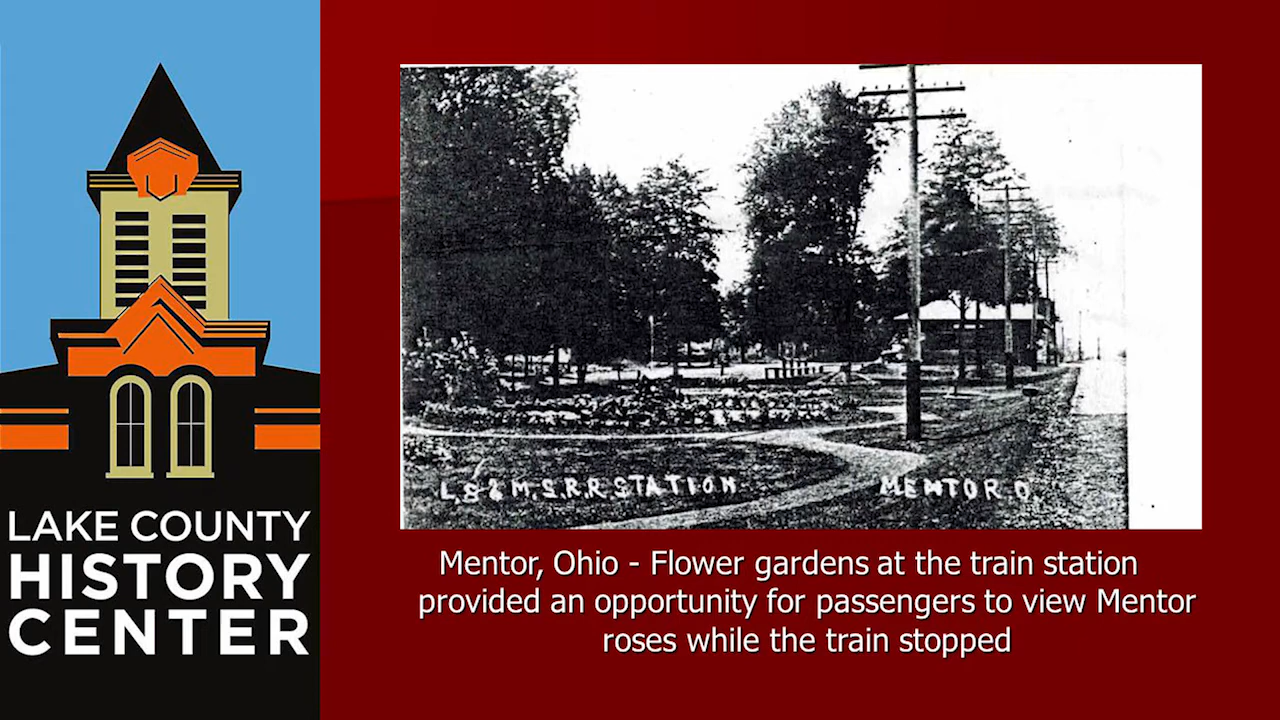 LAKE COUNTY
HISTORY
CENTER
L.S & M.S.R.R STATION. MENTOR.O.
Mentor, Ohio - Flower gardens at the train station
provided an opportunity for passengers to view Mentor
roses while the train stopped